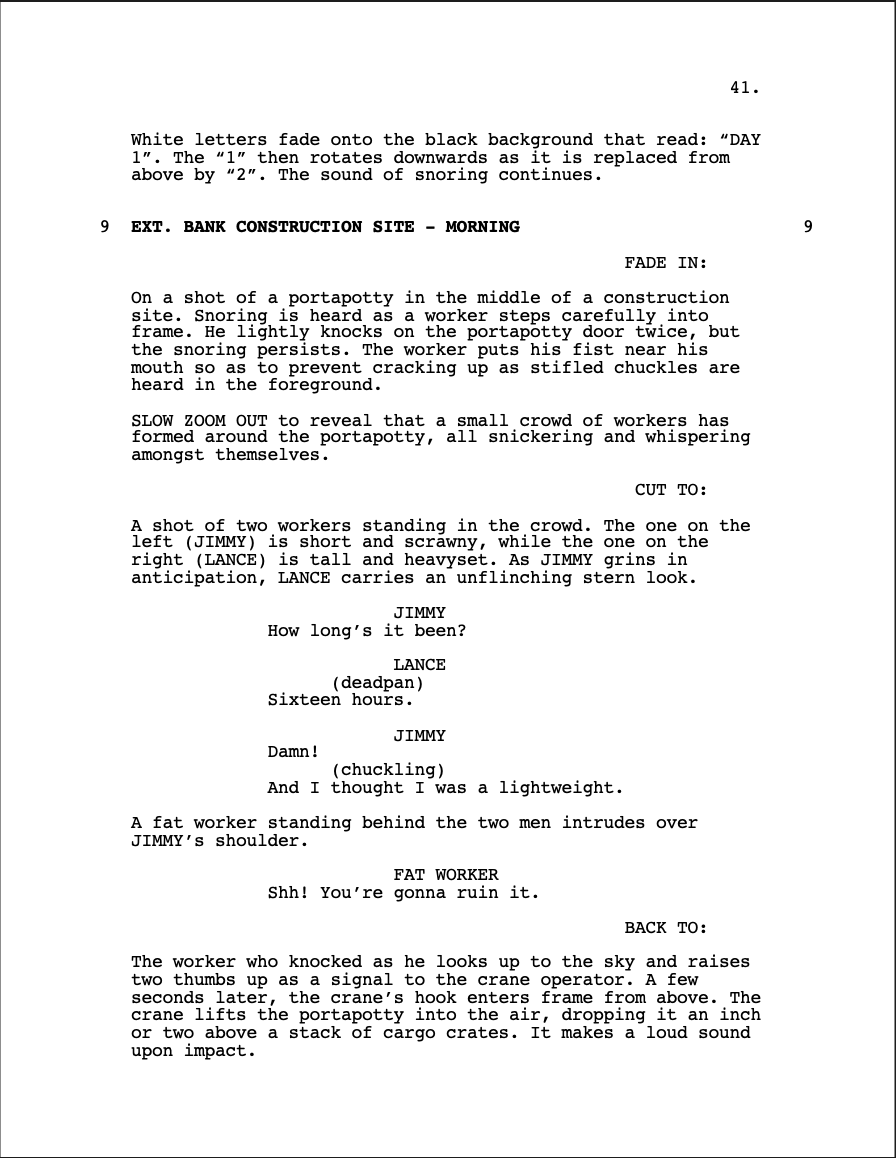 41.
White letters fade onto the black background that read: “DAY
1”. The “1” then rotates downwards as it is replaced from
above by “2”. The sound of snoring continues.
9 EXT. BANK CONSTRUCTION SITE – MORNING 9
FADE IN:
On a shot of a portapotty in the middle of a construction
site. Snoring is heard as a worker steps carefully into
frame. He lightly knocks on the portapotty door twice, but
the snoring persists. The worker puts his fist near his
mouth so as to prevent cracking up as stifled chuckles are
heard in the foreground.
SLOW ZOOM OUT to reveal that a small crowd of workers has
formed around the portapotty, all snickering and whispering
amongst themselves.
CUT TO:
A shot of two workers standing in the crowd. The one on the
left (JIMMY) is short and scrawny, while the one on the
right (LANCE) is tall and heavyset. As JIMMY grins in
anticipation, LANCE carries an unflinching stern look.
JIMMY
How long’s it been?
LANCE
(deadpan)
Sixteen hours.
JIMMY
Damn!
(chuckling)
And I thought I was a lightweight.
A fat worker standing behind the two men intrudes over
JIMMY’s shoulder.
FAT WORKER
Shh! You’re gonna ruin it.
BACK TO:
The worker who knocked as he looks up to the sky and raises
two thumbs up as a signal to the crane operator. A few
seconds later, the crane’s hook enters frame from above. The
crane lifts the portapotty into the air, dropping it an inch
or two above a stack of cargo crates. It makes a loud sound
upon impact.